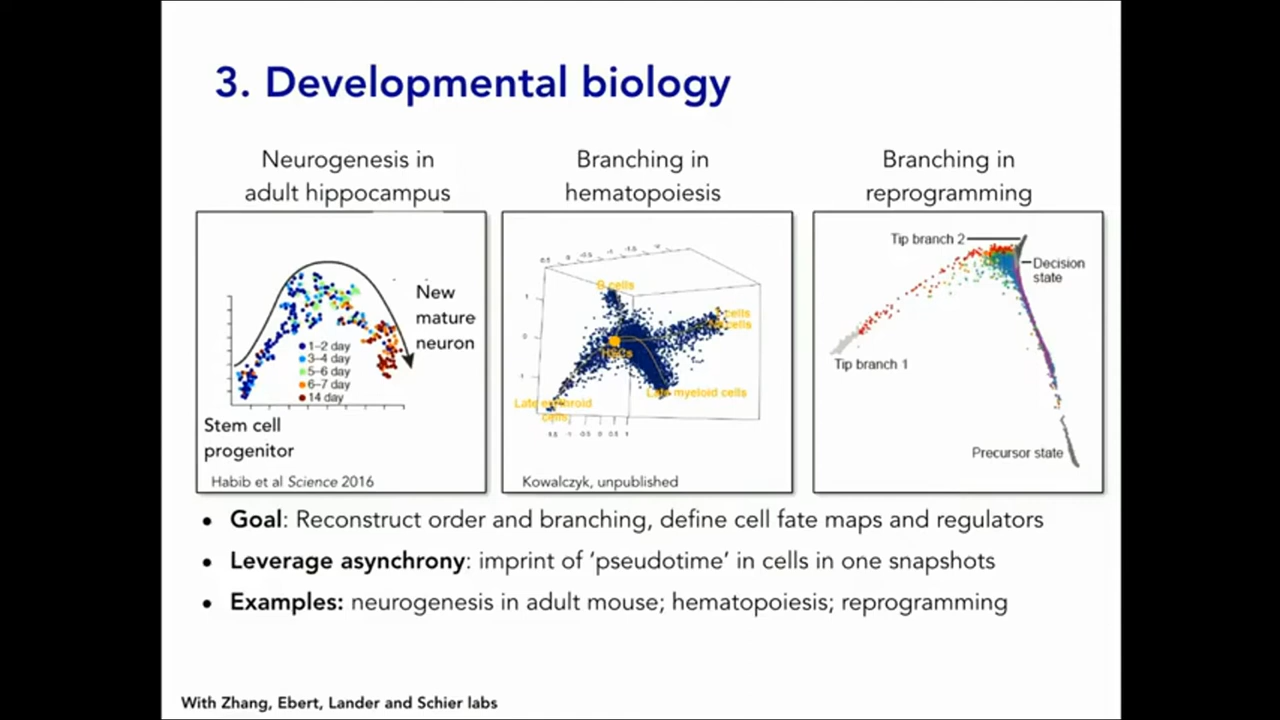 3. Developmental biology
Neurogenesis in
adult hippocampus
New
mature
neuron
1–2 day
3–4 day
5–6 day
6–7 day
14 day
Stem cell
progenitor
Habib et al Science 2016
Branching in
hematopoiesis
B cells
cells
HSCs
Late myeloid cells
Late erythroid
cells
Kowalczyk, unpublished
Branching in
reprogramming
Tip branch 2
Decision
state
Tip branch 1
Precursor state
• Goal: Reconstruct order and branching, define cell fate maps and regulators
• Leverage asynchrony: imprint of ‘pseudotime’ in cells in one snapshots
• Examples: neurogenesis in adult mouse; hematopoiesis; reprogramming
With Zhang, Ebert, Lander and Schier labs